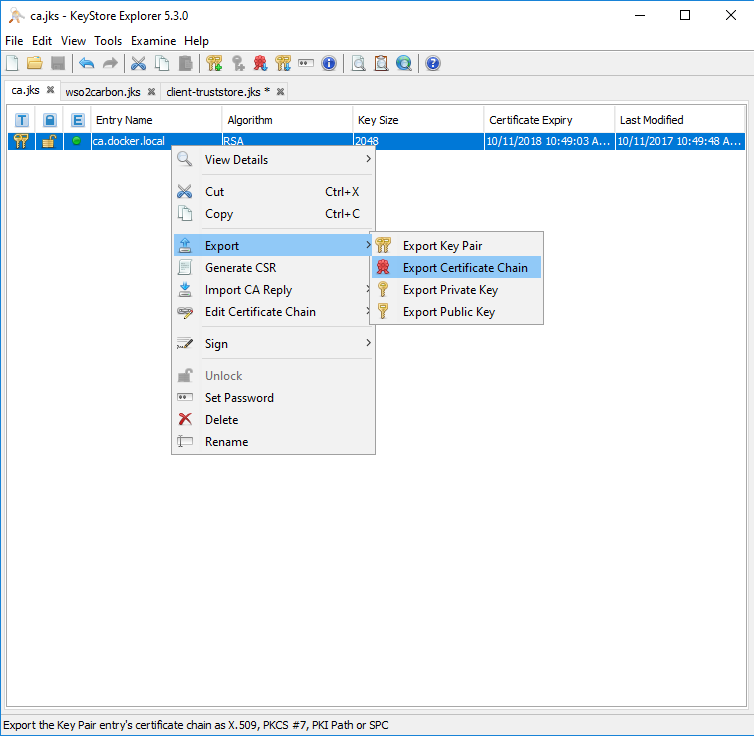 ca.jks - KeyStore Explorer 5.3.0
File Edit View Tools Examine Help
ca.jks wso2carbon.jks client-truststore.jks *
T E Entry Name Algorithm Key Size Certificate Expiry Last Modified
ca.docker.local RSA 2048 10/11/2018 10:49:03 A... 10/11/2017 10:49:48 A...
View Details
Cut Ctrl+X
Copy Ctrl+C
Export
Generate CSR
Import CA Reply
Edit Certificate Chain
Sign
Unlock
Set Password
Delete
Rename
Export Key Pair
Export Certificate Chain
Export Private Key
Export Public Key
Export the Key Pair entry's certificate chain as X.509, PKCS #7, PKI Path or SPC